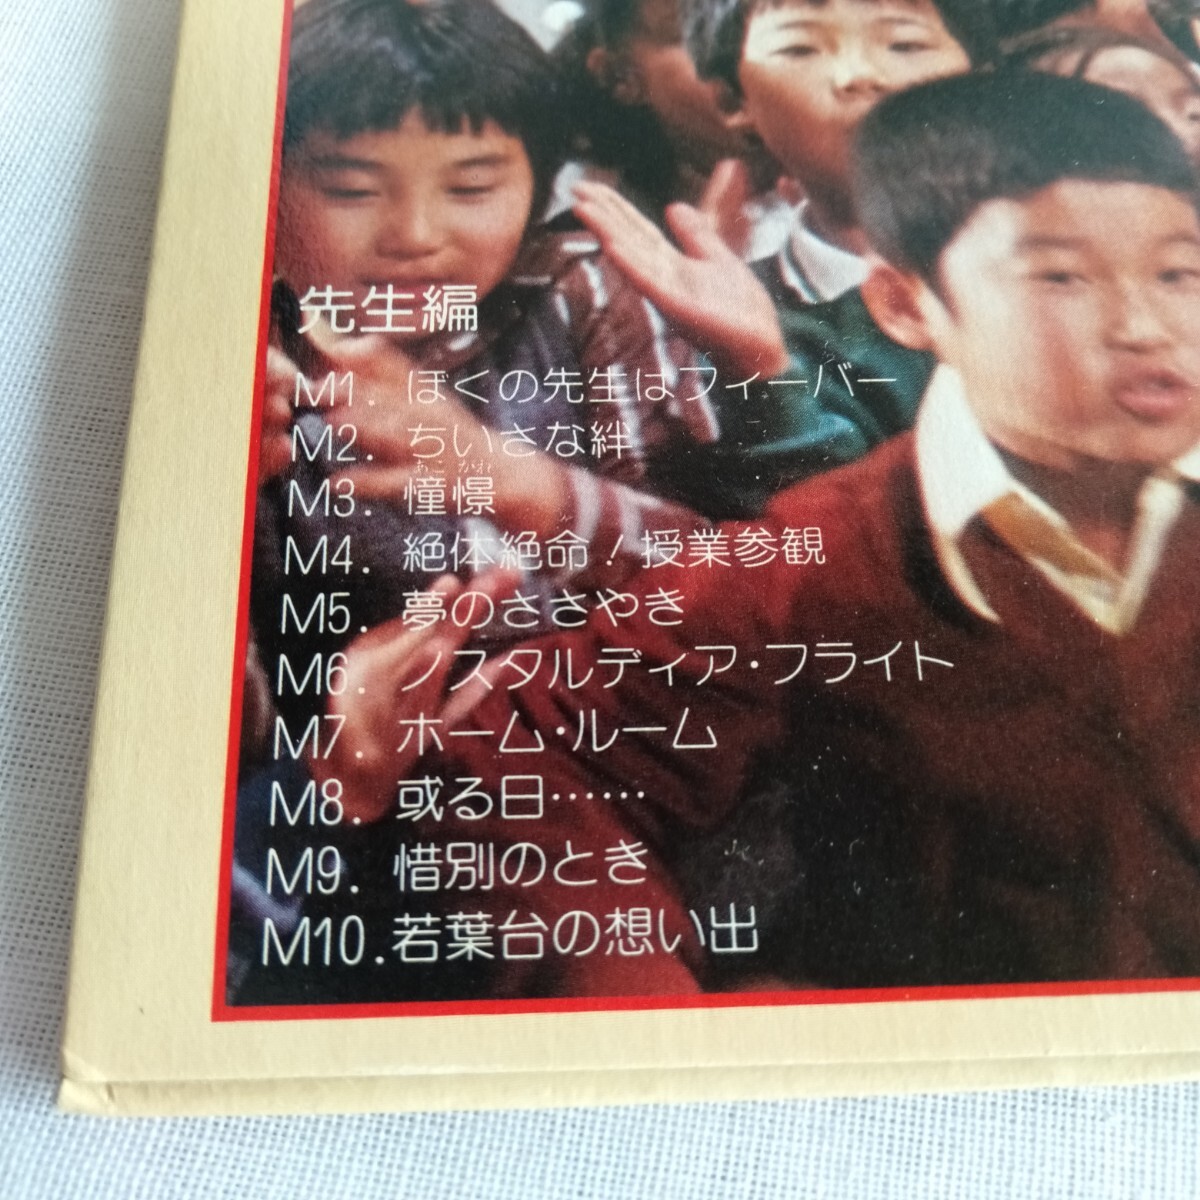 先生編
M1. ぼくの先生はフィーバー
M2. ちいさな絆
あこがれ
M3. 憧憬
M4. 絶体絶命!授業参観
M5. 夢のささやき
M6. ノスタルディア・フライト
M7. ホーム・ルーム
M8. 或る日……
M9. 惜別のとき
M10.若葉台の想い出